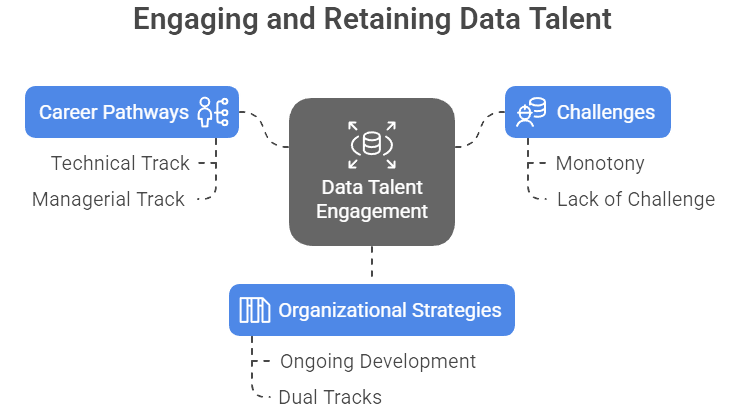 Engaging and Retaining Data Talent
Career Pathways
Technical Track
Managerial Track
Data Talent
Engagement
Challenges
Monotony
Lack of Challenge
Organizational Strategies
Ongoing Development
Dual Tracks